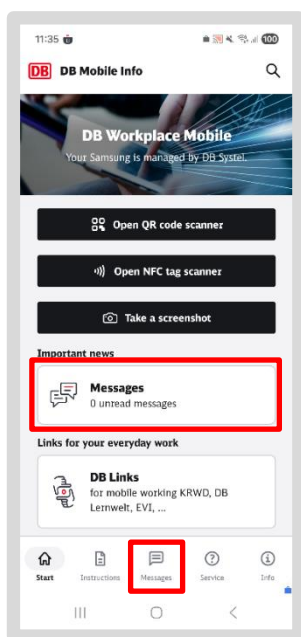 11:35
100
DB DB Mobile Info
DB Workplace Mobile
Your Samsung is managed by DB Systel.
Open QR code scanner
Open NFC tag scanner
Take a screenshot
Important news
Messages
0 unread messages
Links for your everyday work
DB Links
for mobile working KRWD, DB
Lernwelt, EVI, ...
Start Instructions Messages Service Info